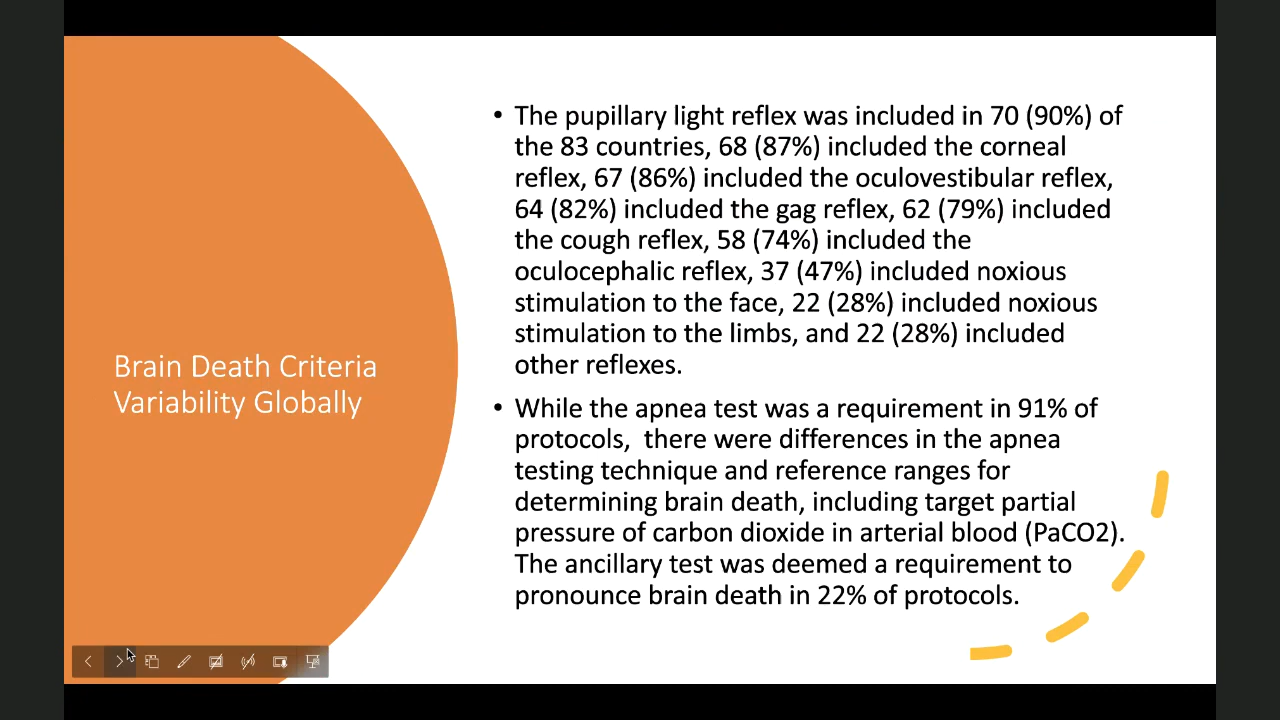 Brain Death Criteria
Variability Globally
• The pupillary light reflex was included in 70 (90%) of
the 83 countries, 68 (87%) included the corneal
reflex, 67 (86%) included the oculovestibular reflex,
64 (82%) included the gag reflex, 62 (79%) included
the cough reflex, 58 (74%) included the
oculocephalic reflex, 37 (47%) included noxious
stimulation to the face, 22 (28%) included noxious
stimulation to the limbs, and 22 (28%) included
other reflexes.
• While the apnea test was a requirement in 91% of
protocols,  there were differences in the apnea
testing technique and reference ranges for
determining brain death, including target partial
pressure of carbon dioxide in arterial blood (PaCO2).
The ancillary test was deemed a requirement to
pronounce brain death in 22% of protocols.